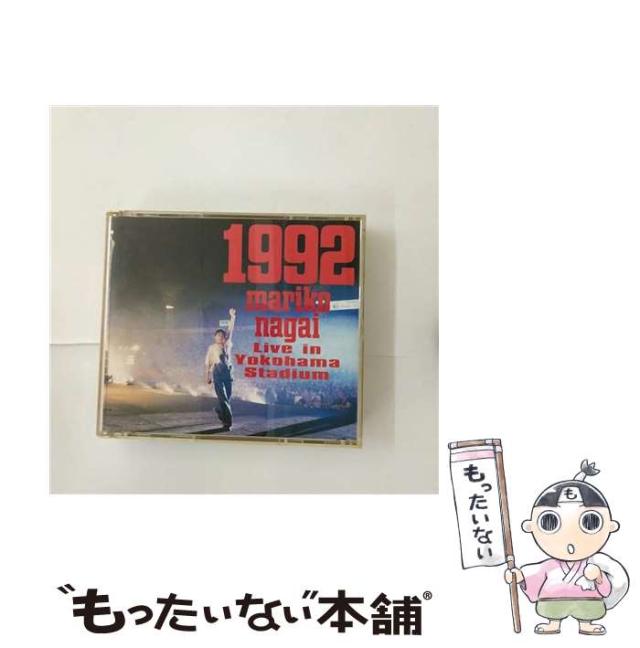 1992
mariko
nagai
Live in
Yokohama
Stadium
もったいない
も
"もったいない"本舗®